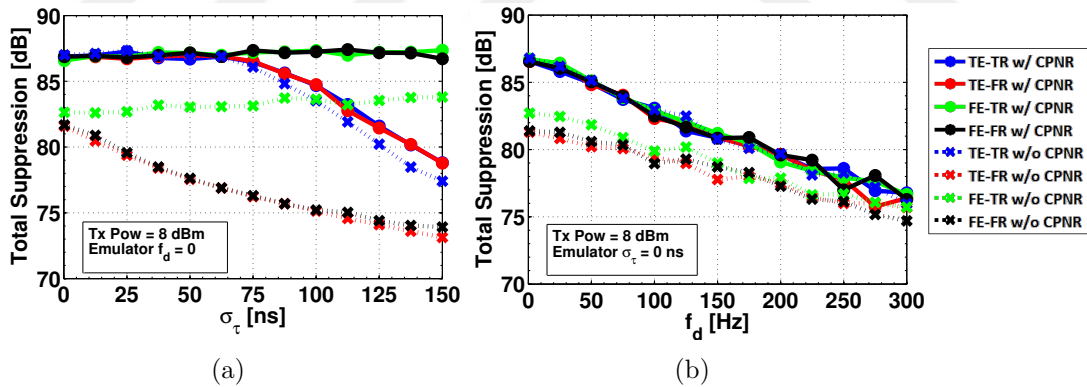 90
85
80
75
70
Total Suppression [dB]
Tx Pow = 8 dBm
Emulator f_d = 0
0 25 50 75 100 125 150
σ_τ [ns]
(a)
90
85
80
75
70
Total Suppression [dB]
Tx Pow = 8 dBm
Emulator σ_τ = 0 ns
0 50 100 150 200 250 300
f_d [Hz]
(b)
TE-TR w/ CPNR
TE-FR w/ CPNR
FE-TR w/ CPNR
FE-FR w/ CPNR
TE-TR w/o CPNR
TE-FR w/o CPNR
FE-TR w/o CPNR
FE-FR w/o CPNR